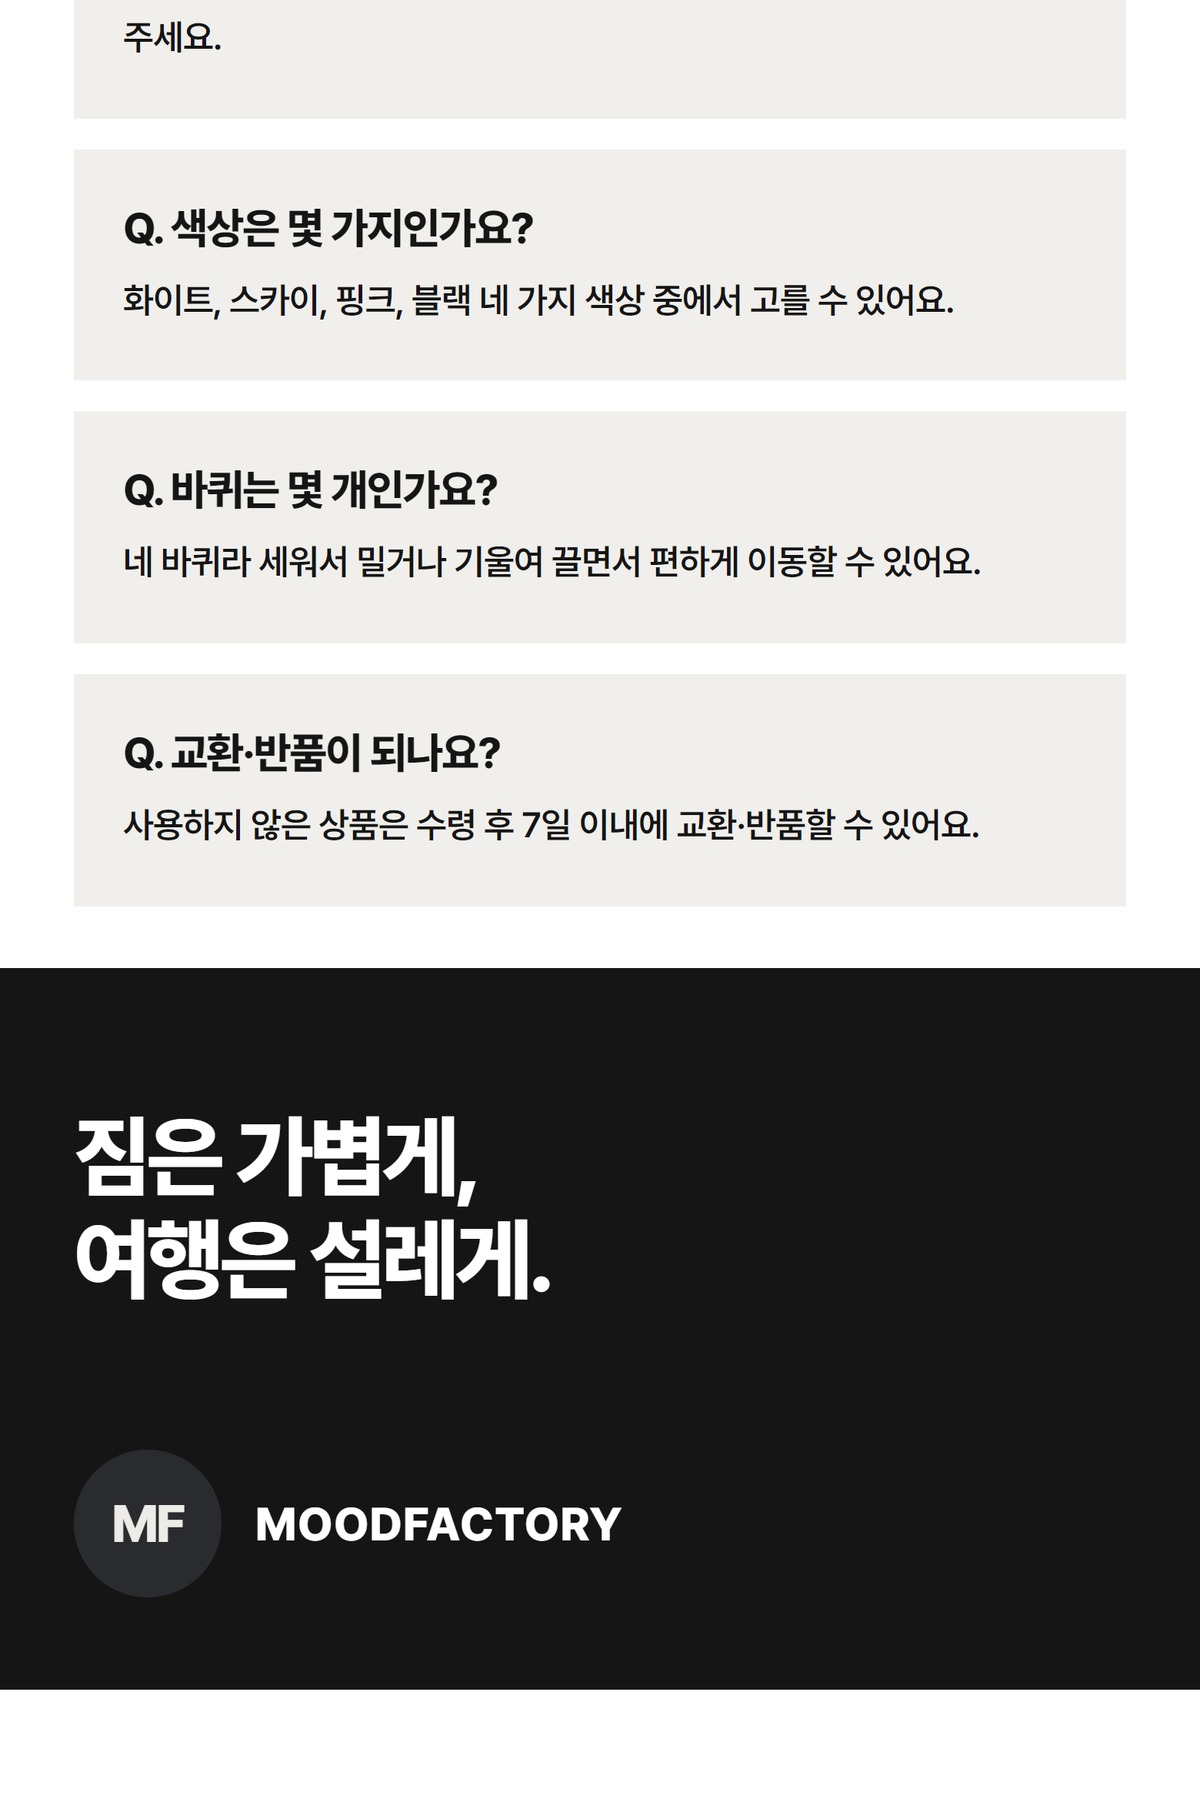 주세요.
Q. 색상은 몇 가지인가요?
화이트, 스카이, 핑크, 블랙 네 가지 색상 중에서 고를 수 있어요.
Q. 바퀴는 몇 개인가요?
네 바퀴라 세워서 밀거나 기울여 끌면서 편하게 이동할 수 있어요.
Q. 교환·반품이 되나요?
사용하지 않은 상품은 수령 후 7일 이내에 교환·반품할 수 있어요.
짐은 가볍게,
여행은 설레게.
MF MOODFACTORY